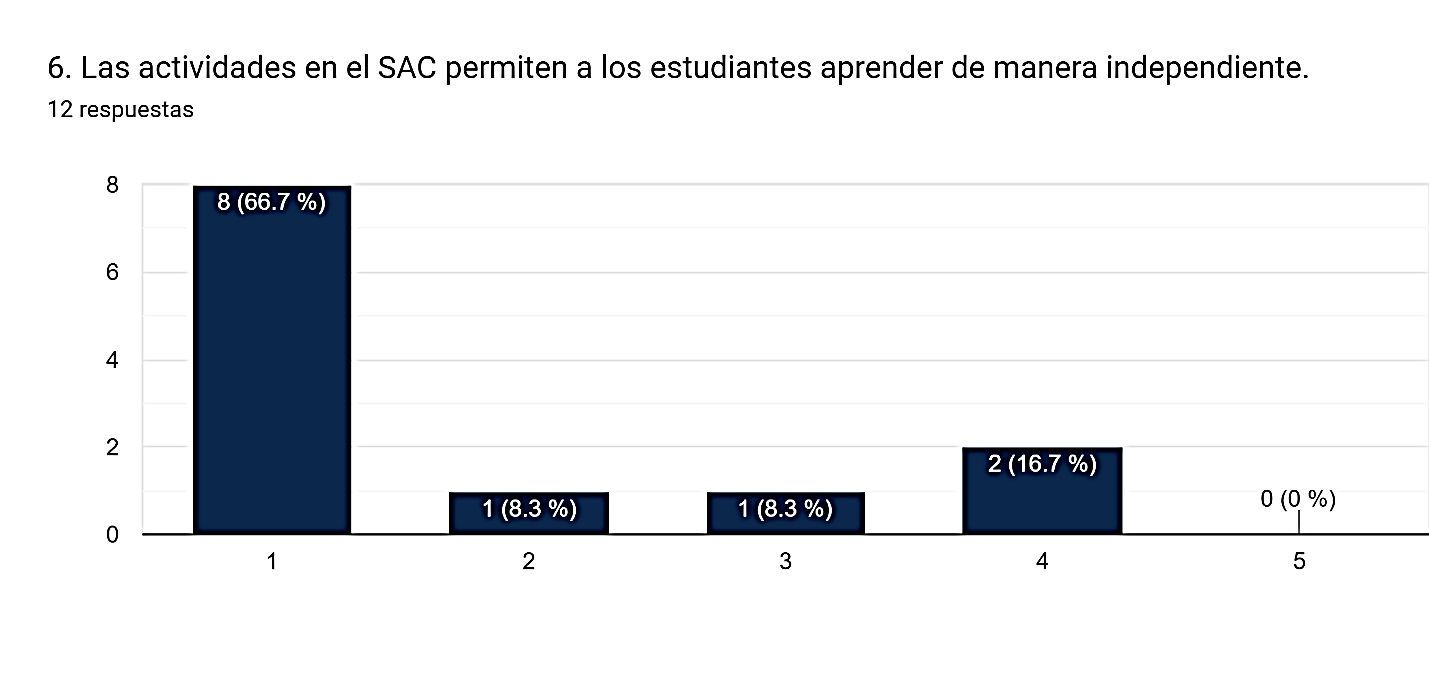 6. Las actividades en el SAC permiten a los estudiantes aprender de manera independiente.
12 respuestas
8
6
4
2
0
8 (66.7 %)
1 (8.3 %)
1 (8.3 %)
2 (16.7 %)
0 (0 %)
1
2
3
4
5